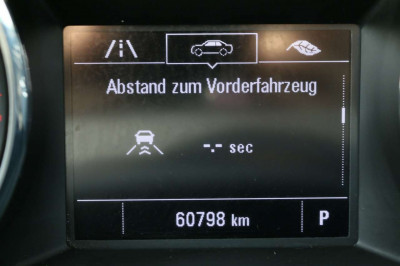 Abstand zum Vorderfahrzeug
-.- sec
60798 km P